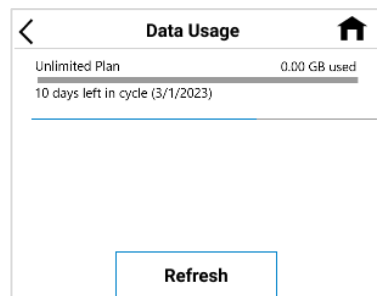 Data Usage
Unlimited Plan 0.00 GB used
10 days left in cycle (3/1/2023)
Refresh